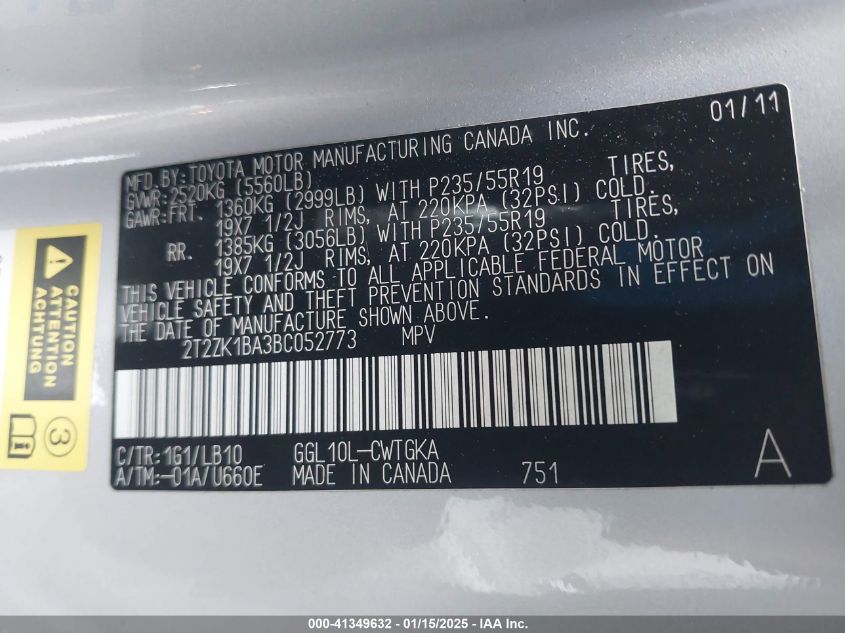 01/11
MFD.BY:TOYOTA MOTOR MANUFACTURING CANADA INC.
GVWR:2520KG (5560LB)
GAWR:FRT. 1360KG (2999LB) WITH P235/55R19 TIRES,
19X7 1/2J RIMS, AT 220KPA (32PSI) COLD.
RR. 1385KG (3056LB) WITH P235/55R19 TIRES,
19X7 1/2J RIMS, AT 220KPA (32PSI) COLD.
THIS VEHICLE CONFORMS TO ALL APPLICABLE FEDERAL MOTOR
VEHICLE SAFETY AND THEFT PREVENTION STANDARDS IN EFFECT ON
THE DATE OF MANUFACTURE SHOWN ABOVE.
2T2ZK1BA3BC052773 MPV
C/TR:1G1/LB10 GGL10L-CWTGKA
A/TM:-01A/U660E MADE IN CANADA 751
A
CAUTION
ATTENTION
ACHTUNG
3
000-41349632 - 01/15/2025 - IAA Inc.